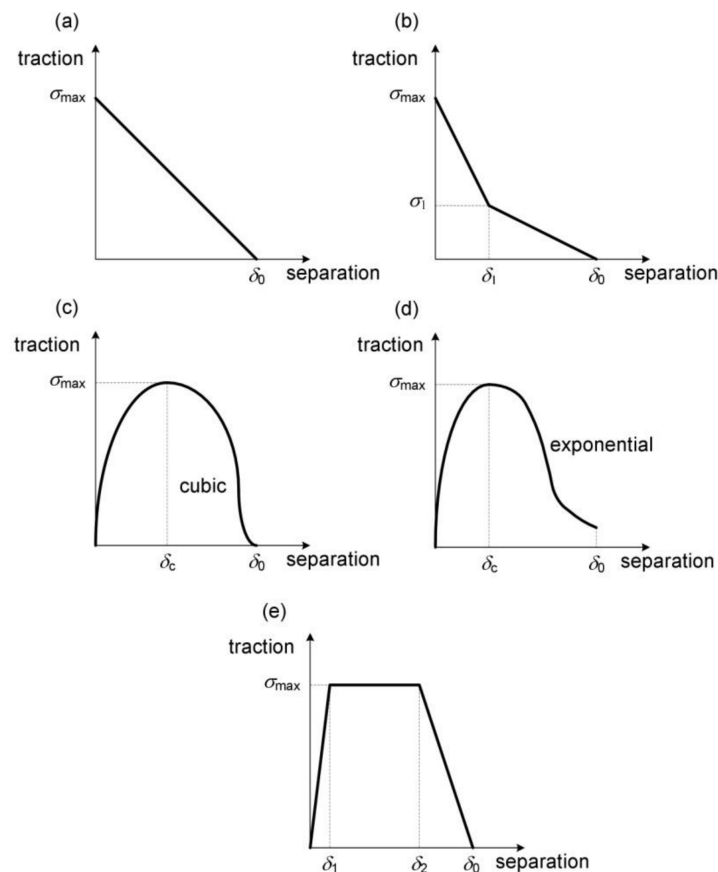 (a)
traction
σmax
δ0
separation
(b)
traction
σmax
σ1
δ1
δ0
separation
(c)
traction
σmax
cubic
δc
δ0
separation
(d)
traction
σmax
exponential
δc
δ0
separation
(e)
traction
σmax
δ1
δ2
δ0
separation